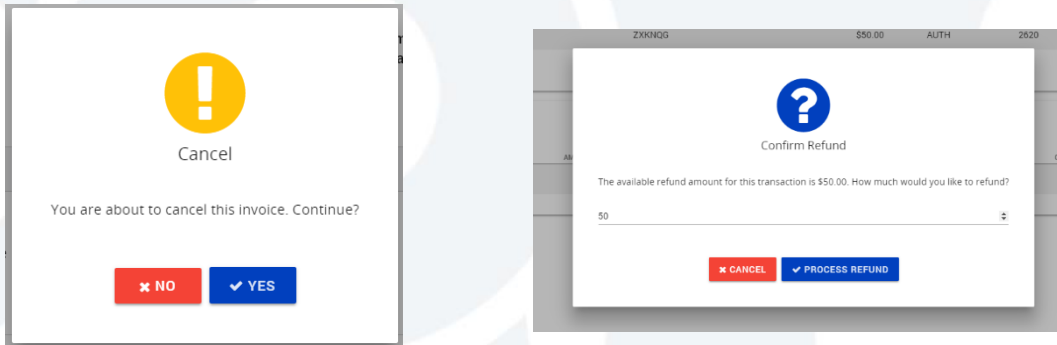 Cancel
You are about to cancel this invoice. Continue?
NO
YES
ZXKNQG $50.00 AUTH 2620
Confirm Refund
The available refund amount for this transaction is $50.00. How much would you like to refund?
50
CANCEL
PROCESS REFUND